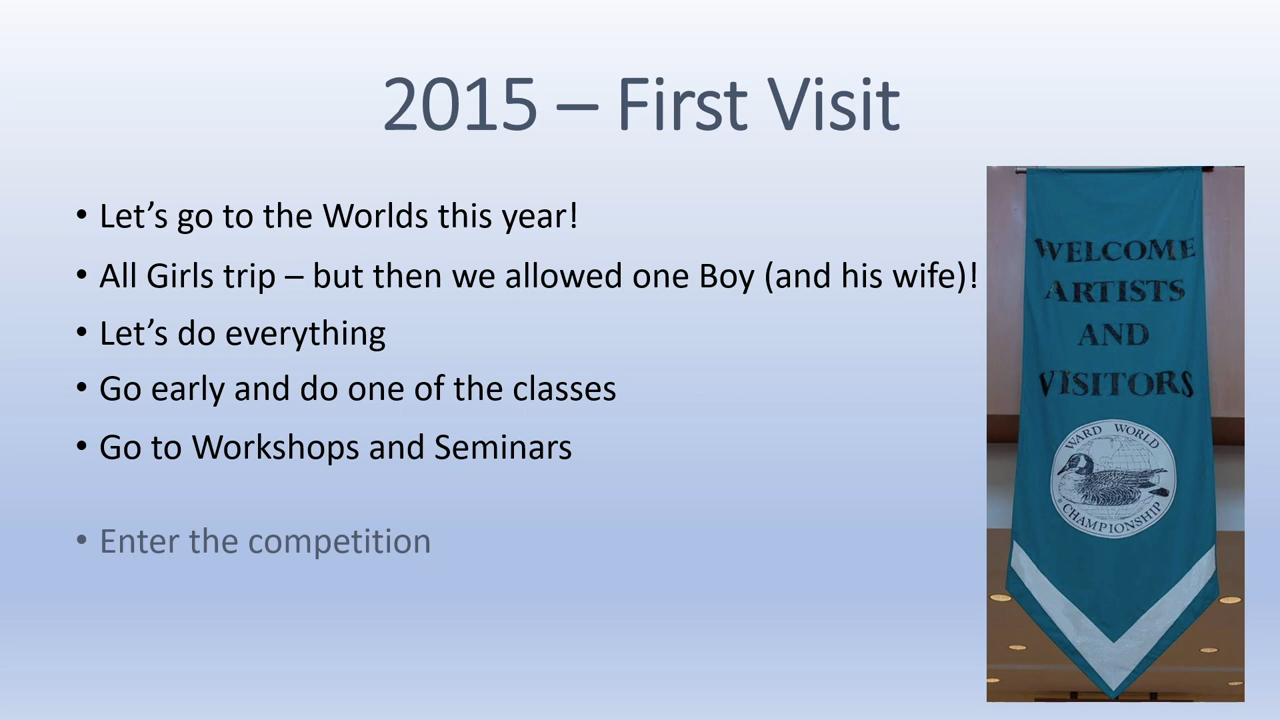 2015 – First Visit
• Let’s go to the Worlds this year!
• All Girls trip – but then we allowed one Boy (and his wife)!
• Let’s do everything
• Go early and do one of the classes
• Go to Workshops and Seminars
• Enter the competition
WELCOME
ARTISTS
AND
VISITORS
WARD WORLD
CHAMPIONSHIP